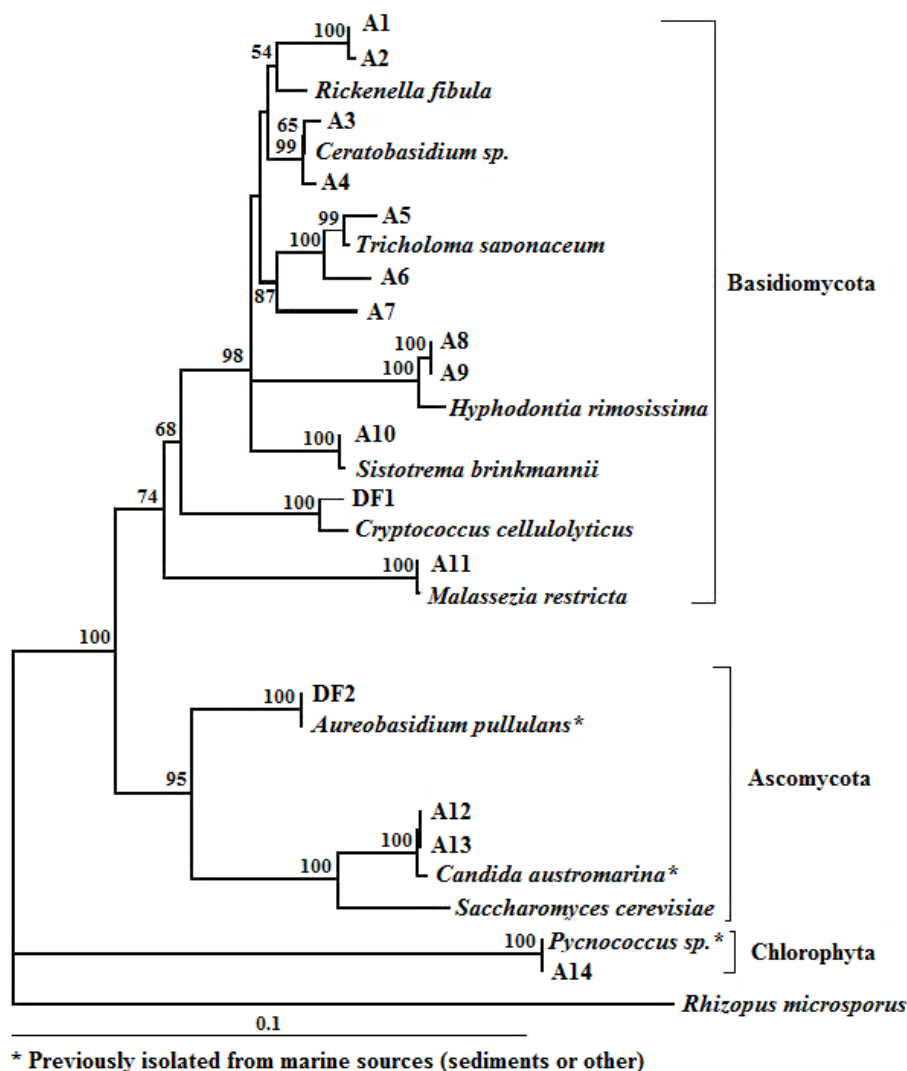 100 A1
54 A2
Rickenella fibula
65 A3
99 Ceratobasidium sp.
A4
99 A5
100 Tricholoma saponaceum
A6
Basidiomycota
87 A7
100 A8
98 100 A9
Hyphodontia rimosissima
68 100 A10
Sistotrema brinkmannii
74 100 DF1
Cryptococcus cellulolyticus
100 A11
Malassezia restricta
100
100 DF2
Aureobasidium pullulans*
95 Ascomycota
A12
100 A13
100 Candida austromarina*
Saccharomyces cerevisiae
100 Pycnococcus sp.* Chlorophyta
A14
Rhizopus microsporus
0.1
* Previously isolated from marine sources (sediments or other)